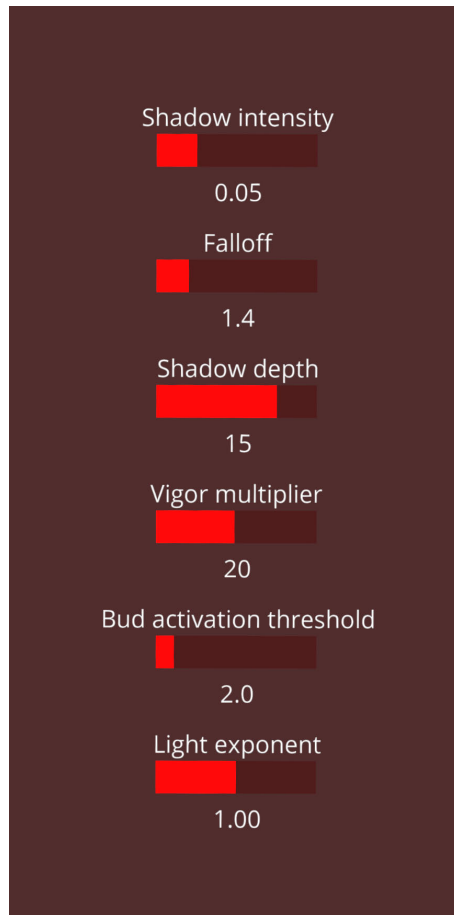 Shadow intensity
0.05
Falloff
1.4
Shadow depth
15
Vigor multiplier
20
Bud activation threshold
2.0
Light exponent
1.00